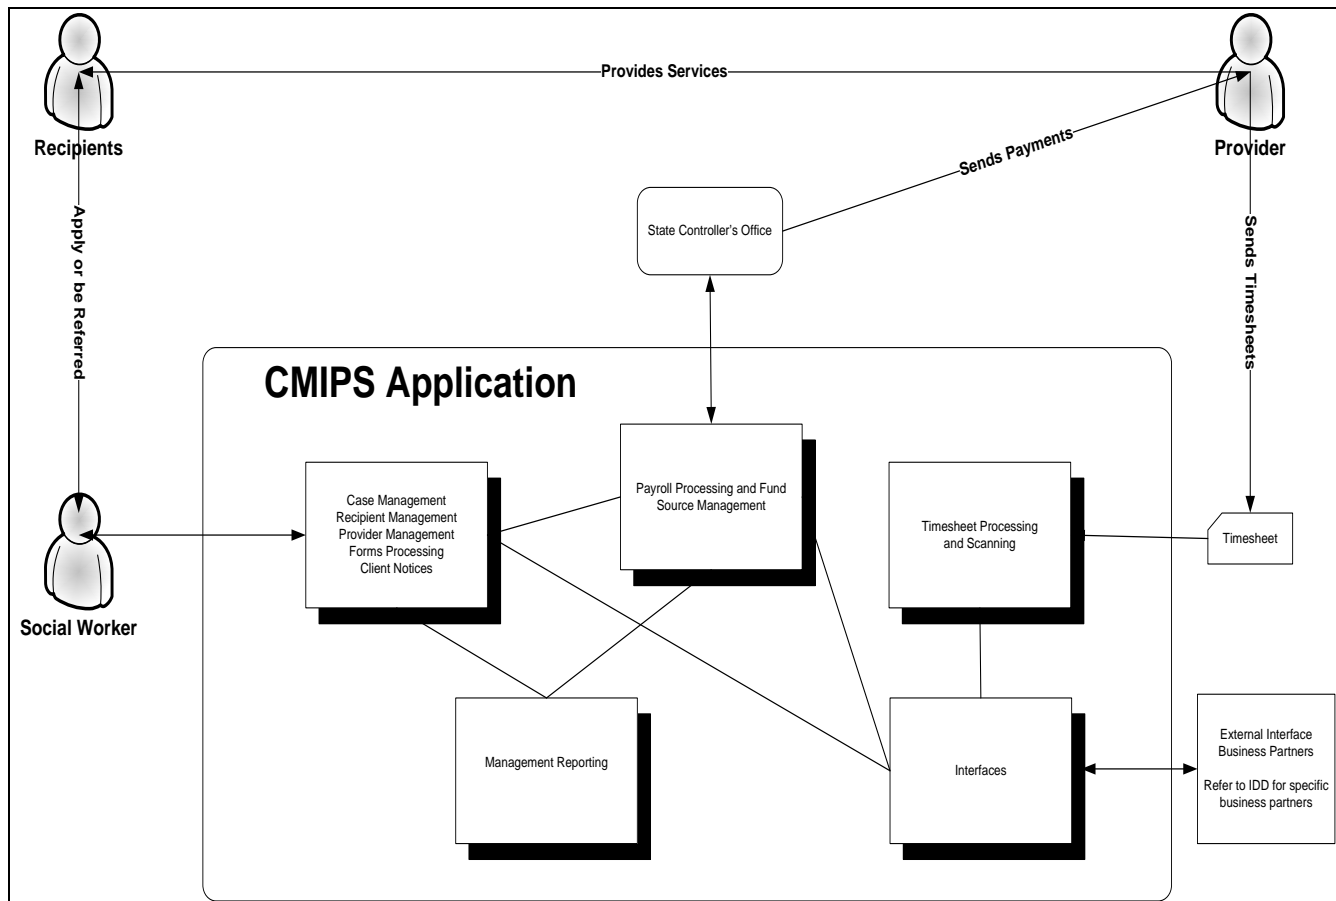 Provides Services
Recipients
Provider
Sends Payments
Apply or be Referred
Sends Timesheets
State Controller's Office
CMIPS Application
Case Management
Recipient Management
Provider Management
Forms Processing
Client Notices
Payroll Processing and Fund
Source Management
Timesheet Processing
and Scanning
Timesheet
Social Worker
Management Reporting
Interfaces
External Interface
Business Partners
Refer to IDD for specific
business partners